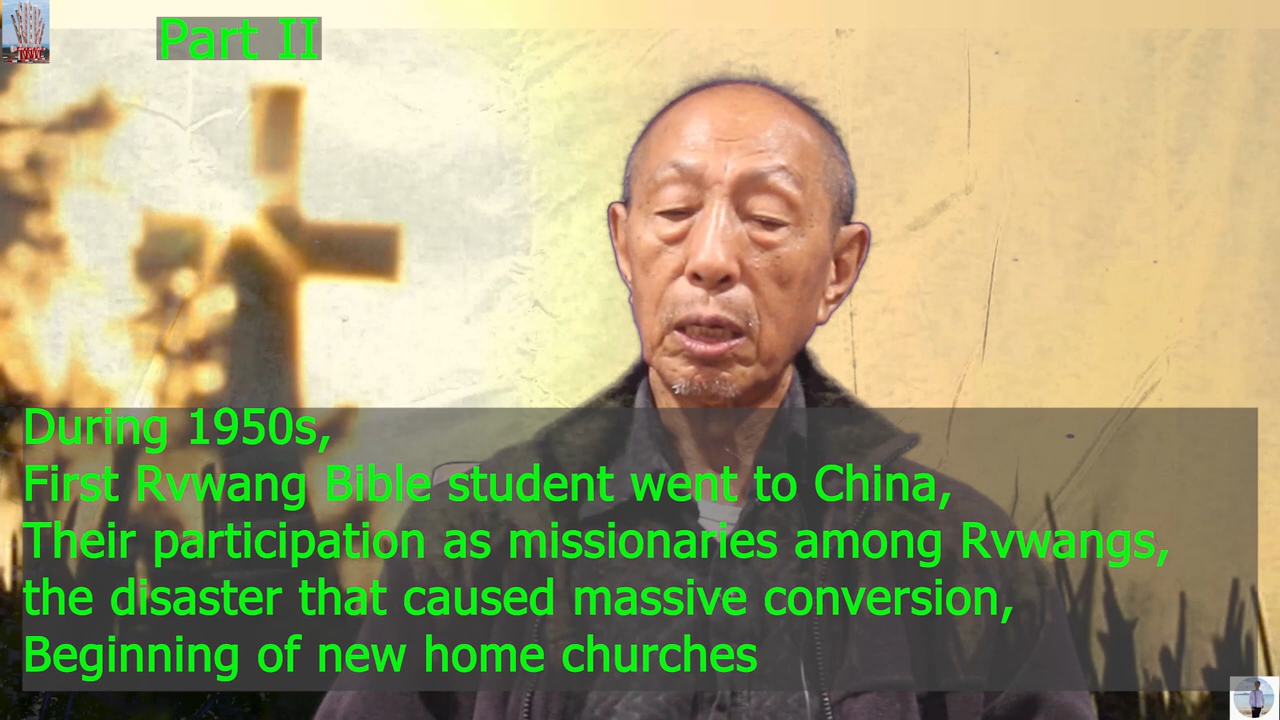 Part II
During 1950s,
First Rvwang Bible student went to China,
Their participation as missionaries among Rvwangs,
the disaster that caused massive conversion,
Beginning of new home churches